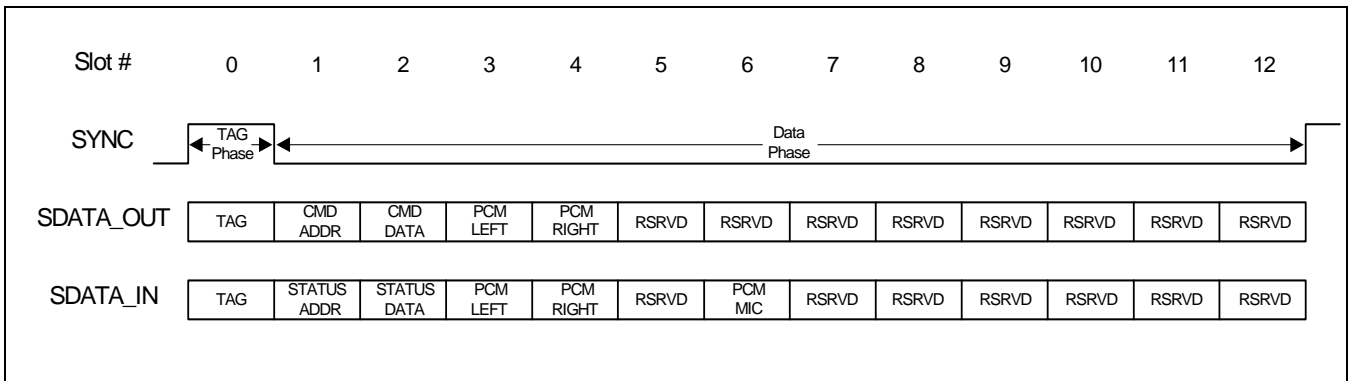 Slot # 0 1 2 3 4 5 6 7 8 9 10 11 12
SYNC TAG Phase Data Phase
SDATA_OUT TAG CMD ADDR CMD DATA PCM LEFT PCM RIGHT RSRVD RSRVD RSRVD RSRVD RSRVD RSRVD RSRVD RSRVD
SDATA_IN TAG STATUS ADDR STATUS DATA PCM LEFT PCM RIGHT RSRVD PCM MIC RSRVD RSRVD RSRVD RSRVD RSRVD RSRVD